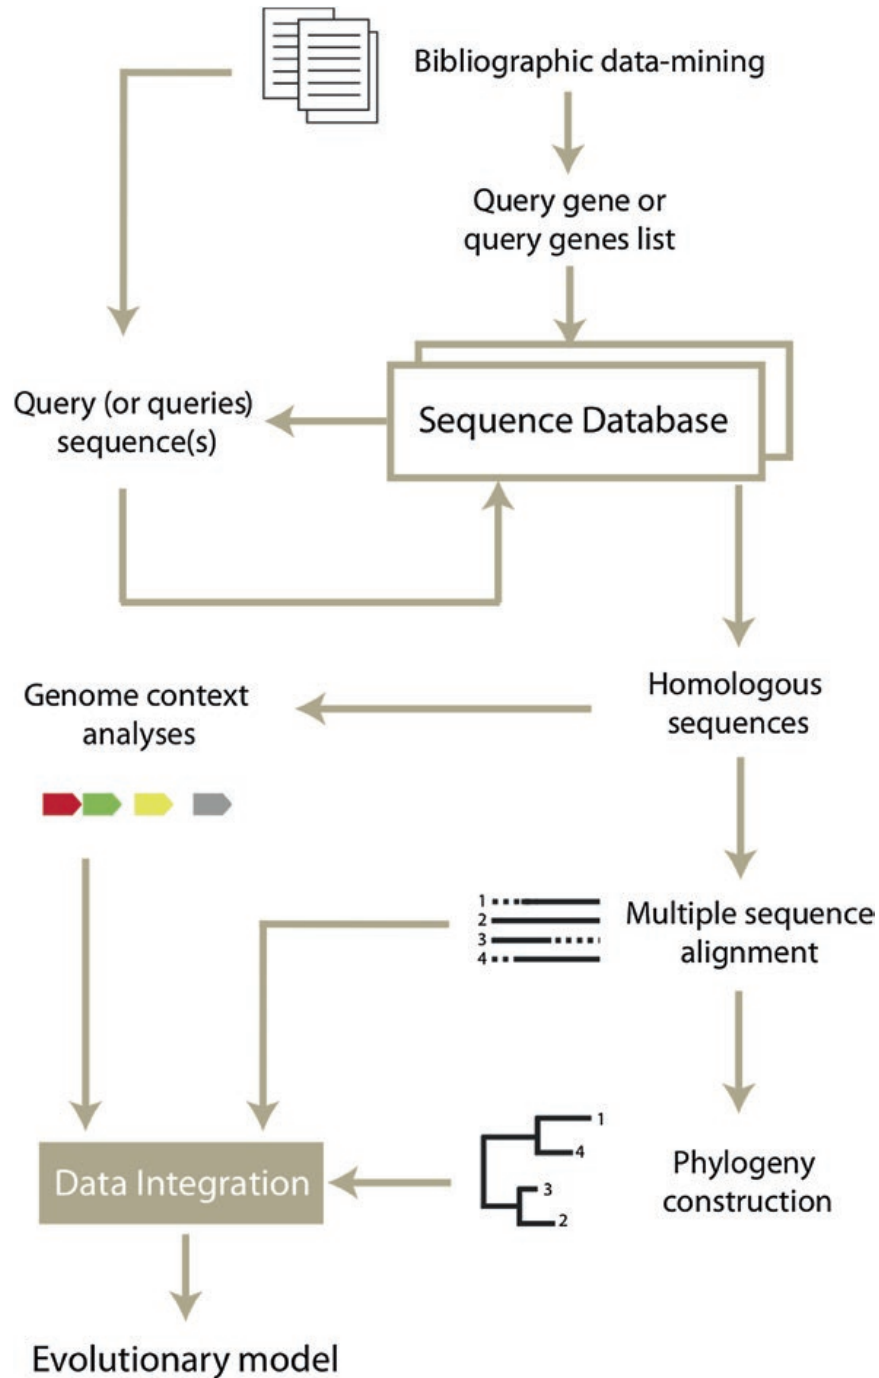 Bibliographic data-mining
Query gene or
query genes list
Query (or queries)
sequence(s)
Sequence Database
Genome context
analyses
Homologous
sequences
1
2
3
4
Multiple sequence
alignment
1
4
3
2
Phylogeny
construction
Data Integration
Evolutionary model